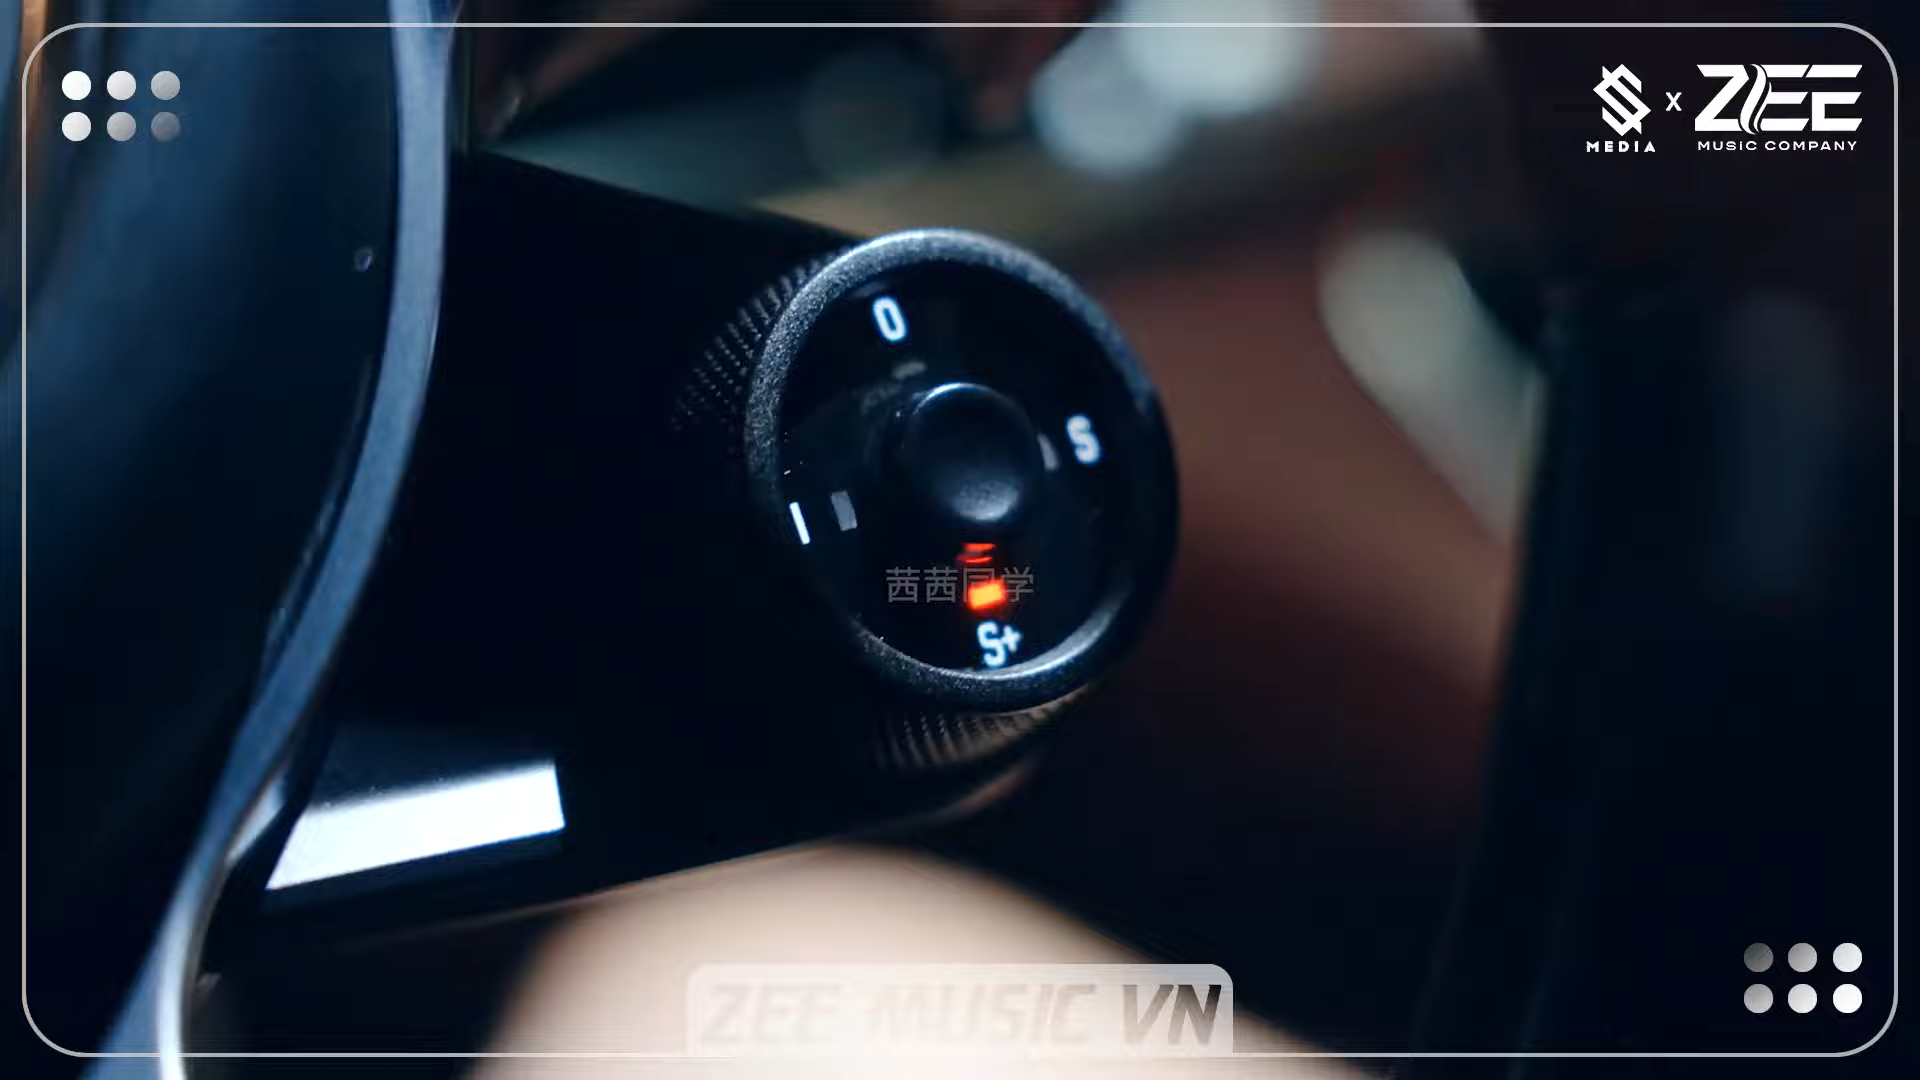 MEDIA
X
ZEE
MUSIC COMPANY
0
S
I
茜茜同学
S+
ZEE MUSIC VN